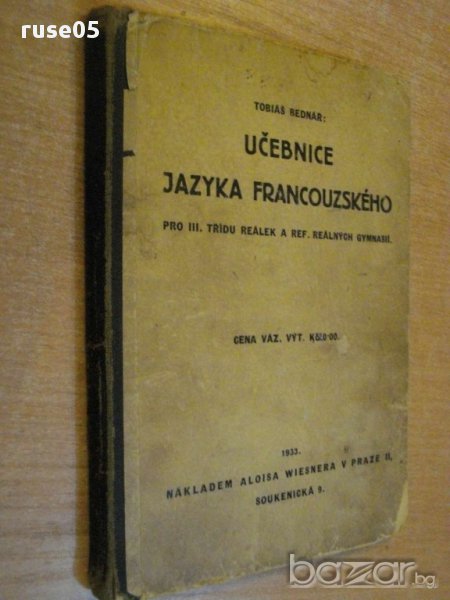 ruse05
TOBIÁŠ BEDNÁŘ:
UČEBNICE
JAZYKA FRANCOUZSKÉHO
PRO III. TŘÍDU REÁLEK A REF. REÁLNÝCH GYMNASIÍ.
CENA VÁZ. VÝT.
1933.
NÁKLADEM ALOISA WIESNERA V PRAZE II,
SOUKENICKÁ 9.
bazar.bg